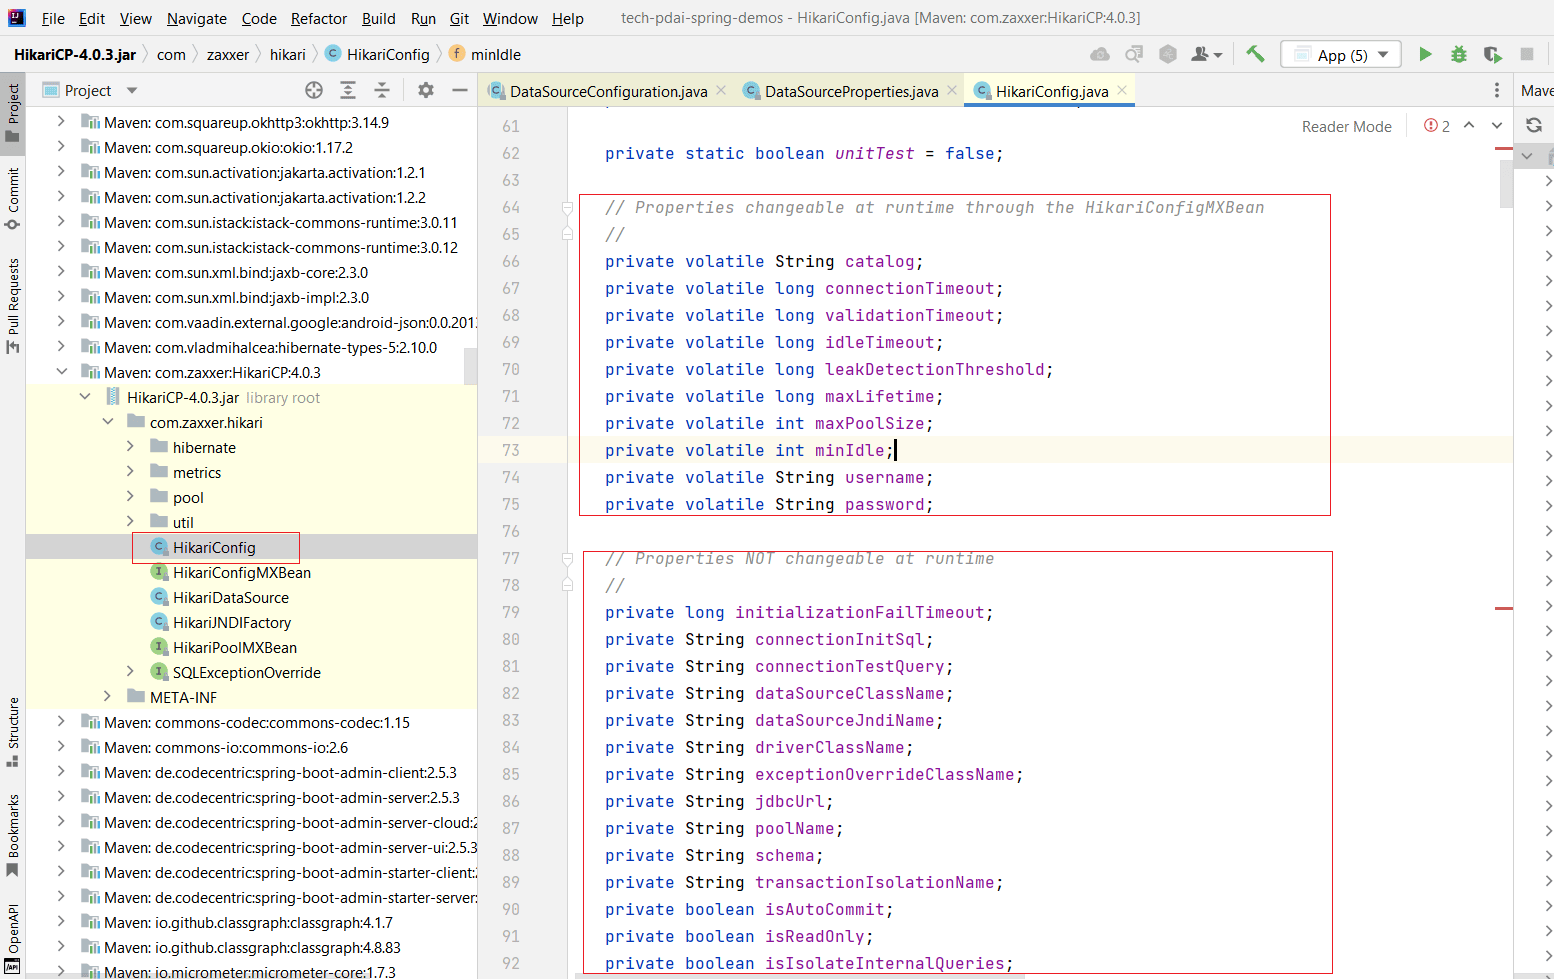 File Edit View Navigate Code Refactor Build Run Git Window Help tech-pdai-spring-demos - HikariConfig.java [Maven: com.zaxxer:HikariCP:4.0.3]
HikariCP-4.0.3.jar com zaxxer hikari HikariConfig minIdle App (5)
Project
Commit
Pull Requests
Structure
Bookmarks
OpenAPI
Project
Maven: com.squareup.okhttp3:okhttp:3.14.9
Maven: com.squareup.okio:okio:1.17.2
Maven: com.sun.activation:jakarta.activation:1.2.1
Maven: com.sun.activation:jakarta.activation:1.2.2
Maven: com.sun.istack:istack-commons-runtime:3.0.11
Maven: com.sun.istack:istack-commons-runtime:3.0.12
Maven: com.sun.xml.bind:jaxb-core:2.3.0
Maven: com.sun.xml.bind:jaxb-impl:2.3.0
Maven: com.vaadin.external.google:android-json:0.0.201
Maven: com.vladmihalcea:hibernate-types-5:2.10.0
Maven: com.zaxxer:HikariCP:4.0.3
HikariCP-4.0.3.jar library root
com.zaxxer.hikari
hibernate
metrics
pool
util
HikariConfig
HikariConfigMXBean
HikariDataSource
HikariJNDIFactory
HikariPoolMXBean
SQLExceptionOverride
META-INF
Maven: commons-codec:commons-codec:1.15
Maven: commons-io:commons-io:2.6
Maven: de.codecentric:spring-boot-admin-client:2.5.3
Maven: de.codecentric:spring-boot-admin-server:2.5.3
Maven: de.codecentric:spring-boot-admin-server-cloud:2
Maven: de.codecentric:spring-boot-admin-server-ui:2.5.3
Maven: de.codecentric:spring-boot-admin-starter-client:
Maven: de.codecentric:spring-boot-admin-starter-server:
Maven: io.github.classgraph:classgraph:4.1.7
Maven: io.github.classgraph:classgraph:4.8.83
Maven: io.micrometer:micrometer-core:1.7.3
DataSourceConfiguration.java DataSourceProperties.java HikariConfig.java
Mave
Reader Mode 2
61
62 private static boolean unitTest = false;
63
64 // Properties changeable at runtime through the HikariConfigMXBean
65 //
66 private volatile String catalog;
67 private volatile long connectionTimeout;
68 private volatile long validationTimeout;
69 private volatile long idleTimeout;
70 private volatile long leakDetectionThreshold;
71 private volatile long maxLifetime;
72 private volatile int maxPoolSize;
73 private volatile int minIdle;
74 private volatile String username;
75 private volatile String password;
76
77 // Properties NOT changeable at runtime
78 //
79 private long initializationFailTimeout;
80 private String connectionInitSql;
81 private String connectionTestQuery;
82 private String dataSourceClassName;
83 private String dataSourceJndiName;
84 private String driverClassName;
85 private String exceptionOverrideClassName;
86 private String jdbcUrl;
87 private String poolName;
88 private String schema;
89 private String transactionIsolationName;
90 private boolean isAutoCommit;
91 private boolean isReadOnly;
92 private boolean isIsolateInternalQueries;